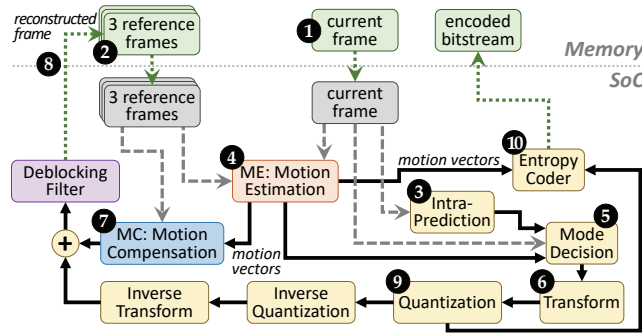 reconstructed
frame
8
2
3 reference
frames
1
current
frame
encoded
bitstream
Memory
SoC
3 reference
frames
current
frame
Deblocking
Filter
4
ME: Motion
Estimation
motion vectors
10
Entropy
Coder
3
Intra-
Prediction
7
MC: Motion
Compensation
motion
vectors
5
Mode
Decision
+
Inverse
Transform
Inverse
Quantization
9
Quantization
6
Transform